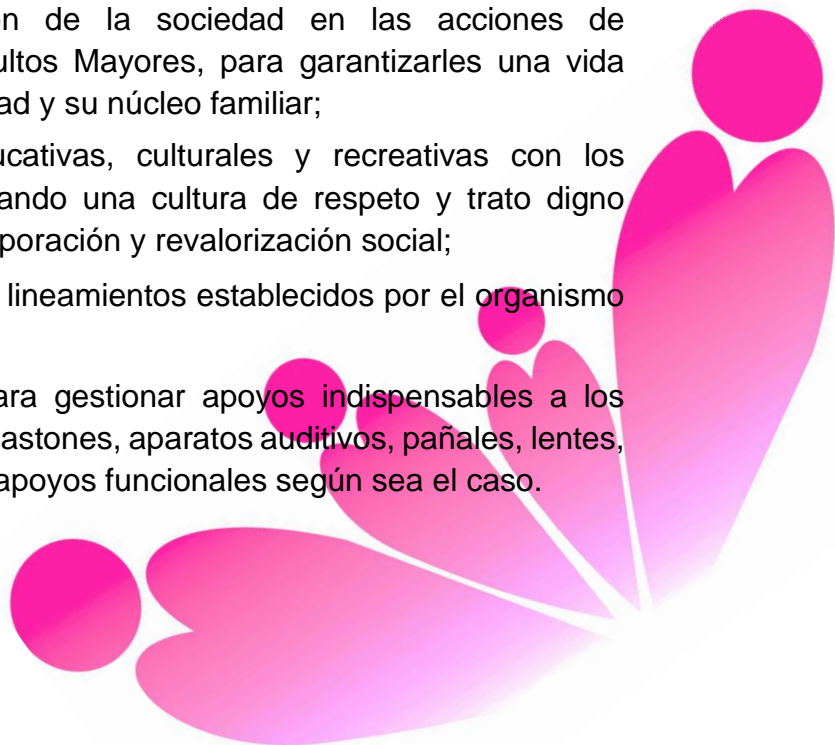 ón de la sociedad en las acciones de
ultos Mayores, para garantizarles una vida
ad y su núcleo familiar;
ucativas, culturales y recreativas con los
ando una cultura de respeto y trato digno
poración y revalorización social;
lineamientos establecidos por el organismo
ara gestionar apoyos indispensables a los
astones, aparatos auditivos, pañales, lentes,
apoyos funcionales según sea el caso.